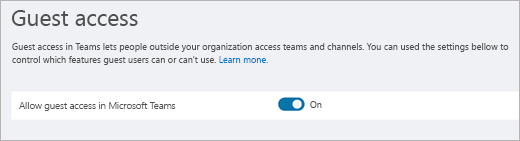 Guest access
Guest access in Teams lets people outside your organization access teams and channels. You can used the settings bellow to
control which features guest users can or can't use. Learn more.
Allow guest access in Microsoft Teams On